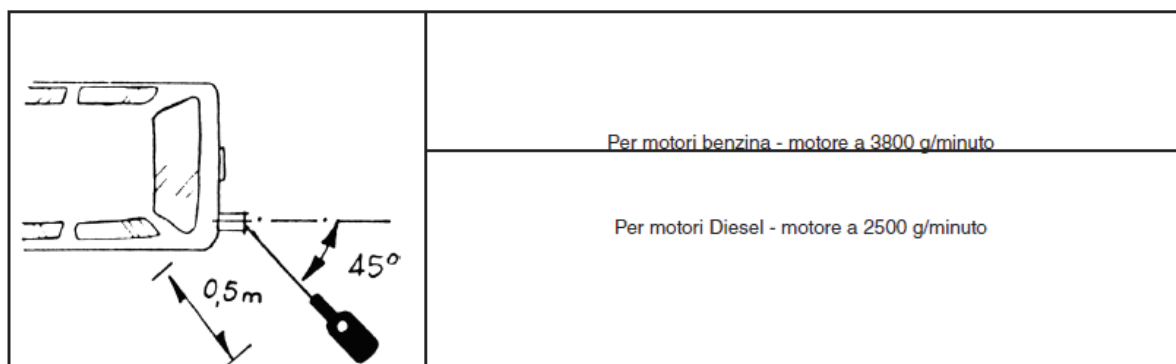 Per motori benzina - motore a 3800 g/minuto
Per motori Diesel - motore a 2500 g/minuto
45°
0,5m